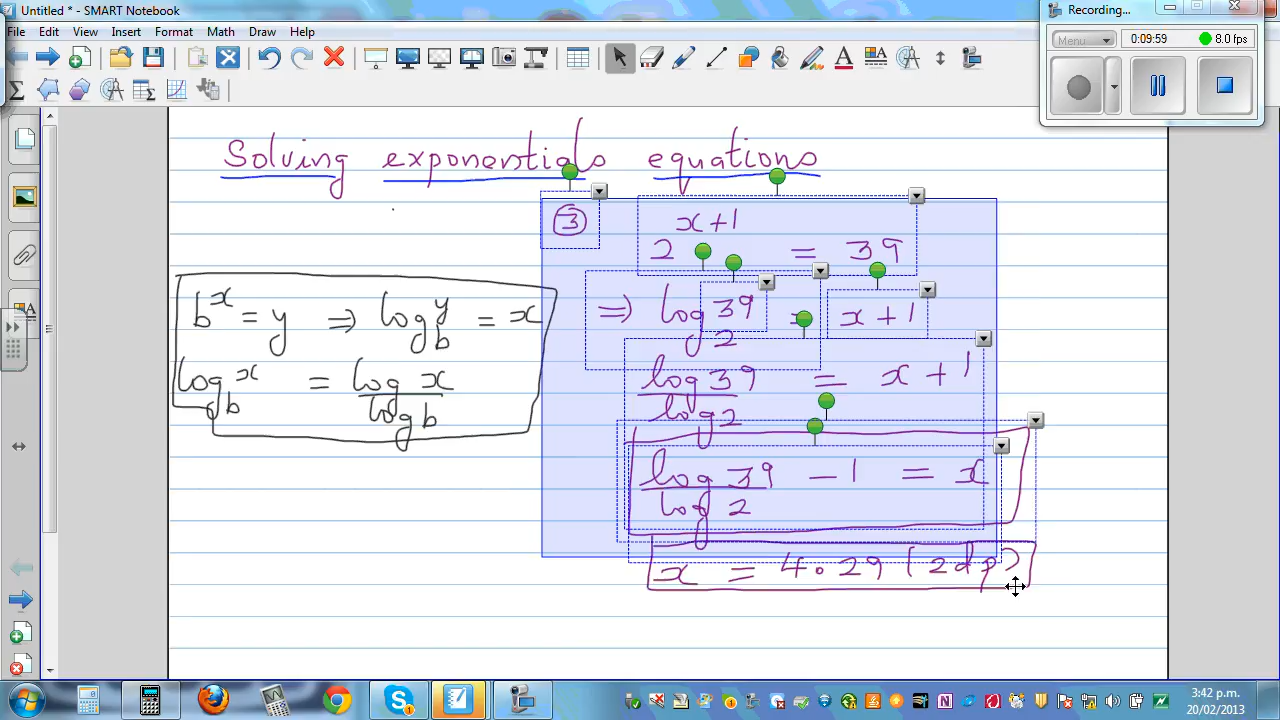 Untitled * - SMART Notebook
File Edit View Insert Format Math Draw Help
Recording...
Menu 0:09:59 8.0 fps
Solving exponentials equations
③ 2^(x+1) = 39
⇒ log_2 39 = x+1
log 39 / log 2 = x+1
log 39 / log 2 - 1 = x
x = 4.29 (2dp)
b^x = y ⇒ log_b y = x
log_b x = log x / log b
3:42 p.m.
20/02/2013